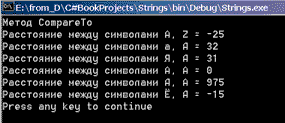 E:\from_D\C#BookProjects\Strings\bin\Debug\Strings.exe
Метод CompareTo
Расстояние между символами A, Z = -25
Расстояние между символами a, A = 32
Расстояние между символами Я, А = 31
Расстояние между символами A, A = 0
Расстояние между символами А, A = 975
Расстояние между символами Ё, А = -15
Press any key to continue